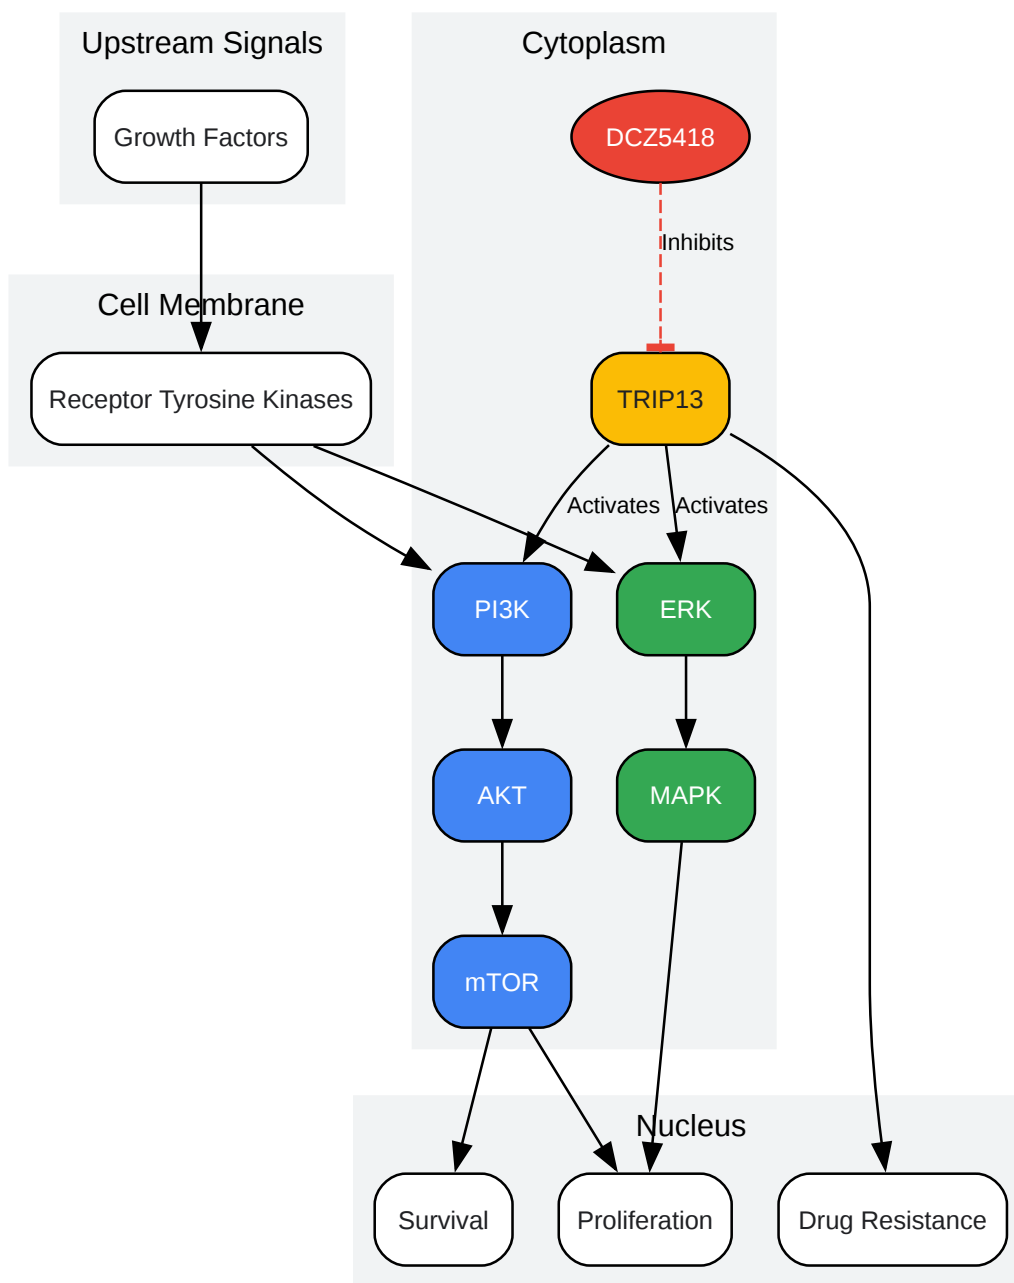 Upstream Signals
Cytoplasm
Growth Factors
DCZ5418
Inhibits
Cell Membrane
Receptor Tyrosine Kinases
TRIP13
Activates
Activates
PI3K
ERK
AKT
MAPK
mTOR
Nucleus
Survival
Proliferation
Drug Resistance